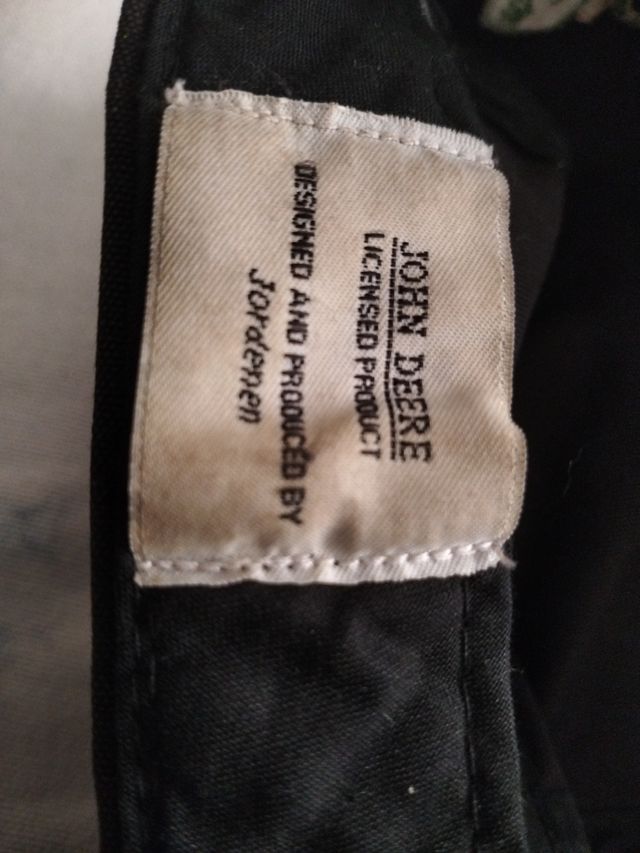 JOHN DEERE
LICENSED PRODUCT
DESIGNED AND PRODUCED BY
Jordenen